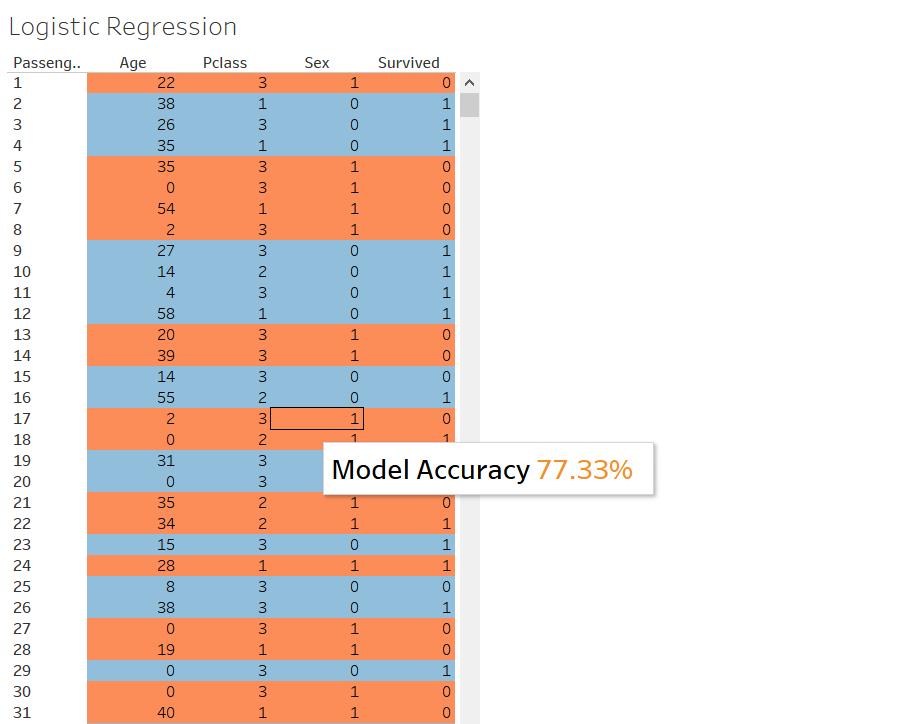 Logistic Regression
Passeng.. Age Pclass Sex Survived
1 22 3 1 0
2 38 1 0 1
3 26 3 0 1
4 35 1 0 1
5 35 3 1 0
6 0 3 1 0
7 54 1 1 0
8 2 3 1 0
9 27 3 0 1
10 14 2 0 1
11 4 3 0 1
12 58 1 0 1
13 20 3 1 0
14 39 3 1 0
15 14 3 0 0
16 55 2 0 1
17 2 3 1 0
18 0 2 1 1
19 31 3
Model Accuracy 77.33%
20 0 3
21 35 2 1 0
22 34 2 1 1
23 15 3 0 1
24 28 1 1 1
25 8 3 0 0
26 38 3 0 1
27 0 3 1 0
28 19 1 1 0
29 0 3 0 1
30 0 3 1 0
31 40 1 1 0